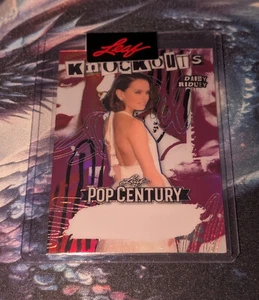 Leaf
KNOCKOUTS
DAISY
RIDLEY
Leaf
POP CENTURY